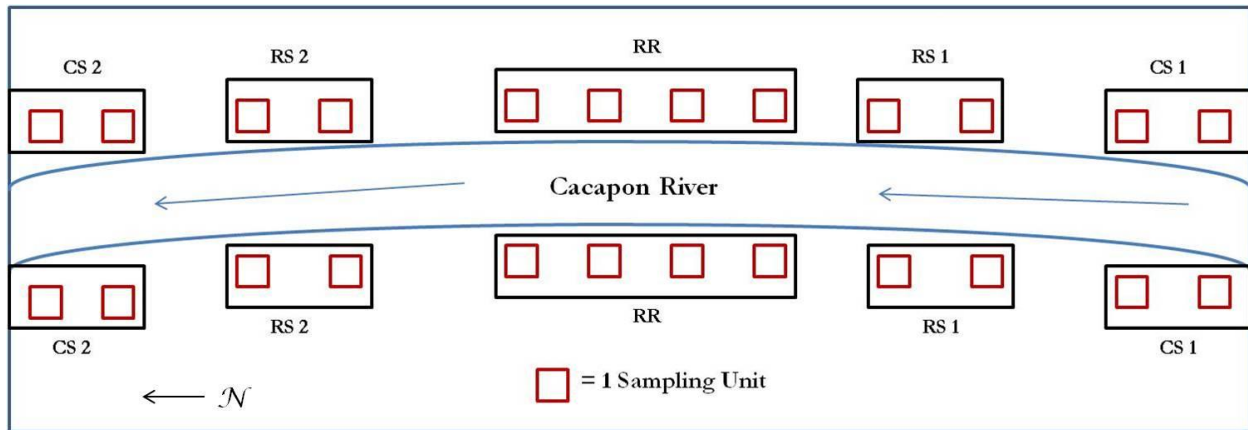 CS 2
RS 2
RR
RS 1
CS 1
Cacapon River
CS 2
RS 2
RR
RS 1
CS 1
N
= 1 Sampling Unit